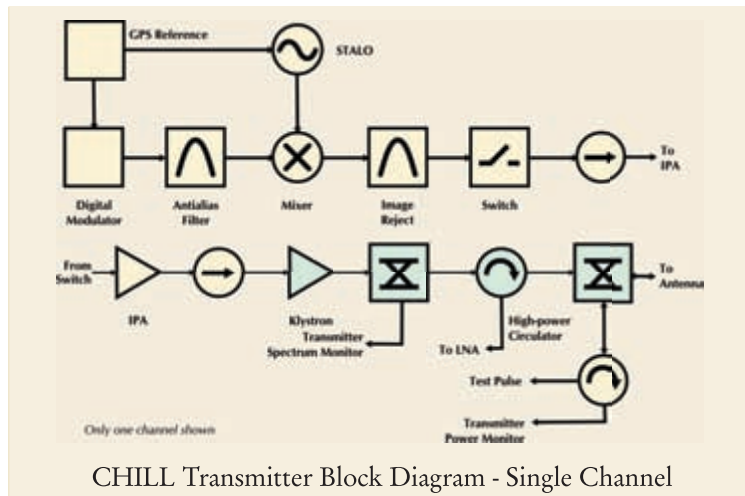 GPS Reference
STALO
To
IPA
Digital
Modulator
Antialias
Filter
Mixer
Image
Reject
Switch
From
Switch
To
Antenna
IPA
Klystron
High-power
Circulator
Transmitter
Spectrum Monitor
To LNA
Test Pulse
Transmitter
Power Monitor
Only one channel shown
CHILL Transmitter Block Diagram - Single Channel